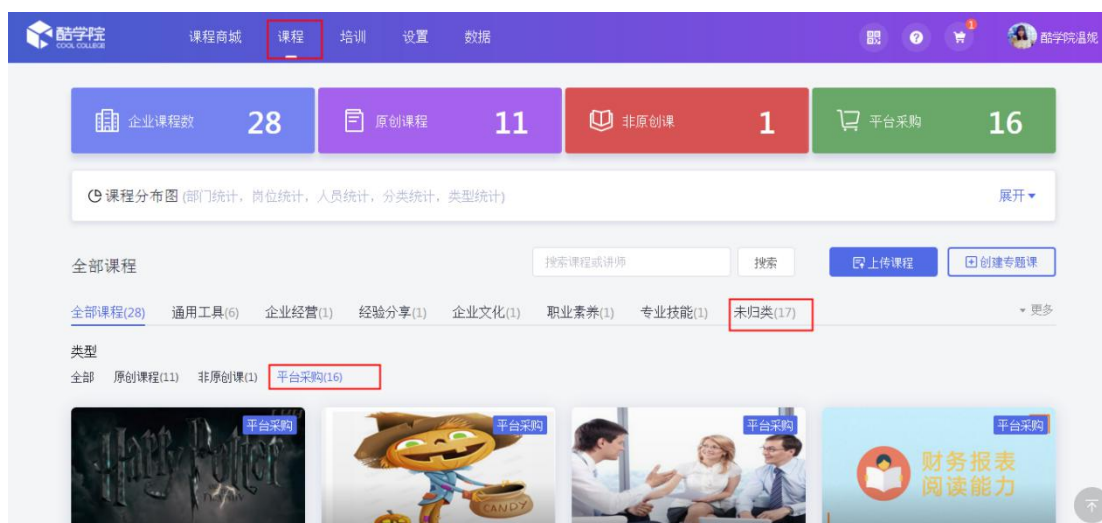 酷学院 课程商城 课程 培训 设置 数据 1 酷学院温妮
COOL COLLEGE
企业课程数 28 原创课程 11 非原创课 1 平台采购 16
课程分布图 (部门统计，岗位统计，人员统计，分类统计，类型统计) 展开
全部课程 搜索课程或讲师 搜索 上传课程 创建专题课
全部课程(28) 通用工具(6) 企业经营(1) 经验分享(1) 企业文化(1) 职业素养(1) 专业技能(1) 未归类(17) 更多
类型
全部 原创课程(11) 非原创课(1) 平台采购(16)
平台采购 平台采购 平台采购 平台采购
Harry Potter
财务报表
阅读能力
CANDY